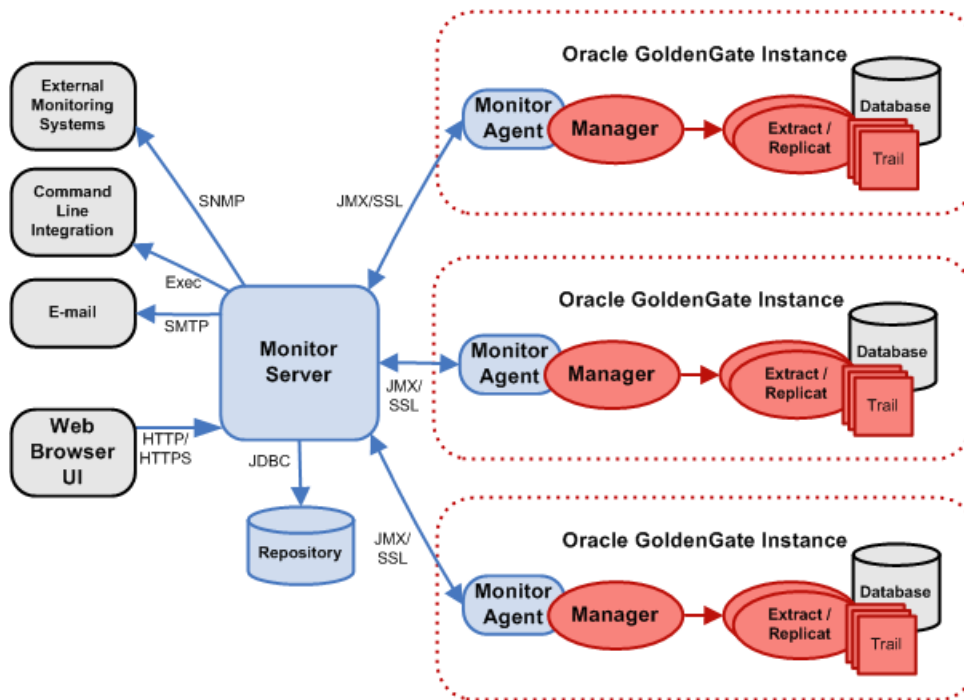 External
Monitoring
Systems
Command
Line
Integration
E-mail
Web
Browser
UI
SNMP
Exec
SMTP
HTTP/
HTTPS
Monitor
Server
JDBC
Repository
JMX/SSL
JMX/
SSL
JMX/
SSL
Oracle GoldenGate Instance
Monitor
Agent
Manager
Extract /
Replicat
Database
Trail
Oracle GoldenGate Instance
Monitor
Agent
Manager
Extract /
Replicat
Database
Trail
Oracle GoldenGate Instance
Monitor
Agent
Manager
Extract /
Replicat
Database
Trail